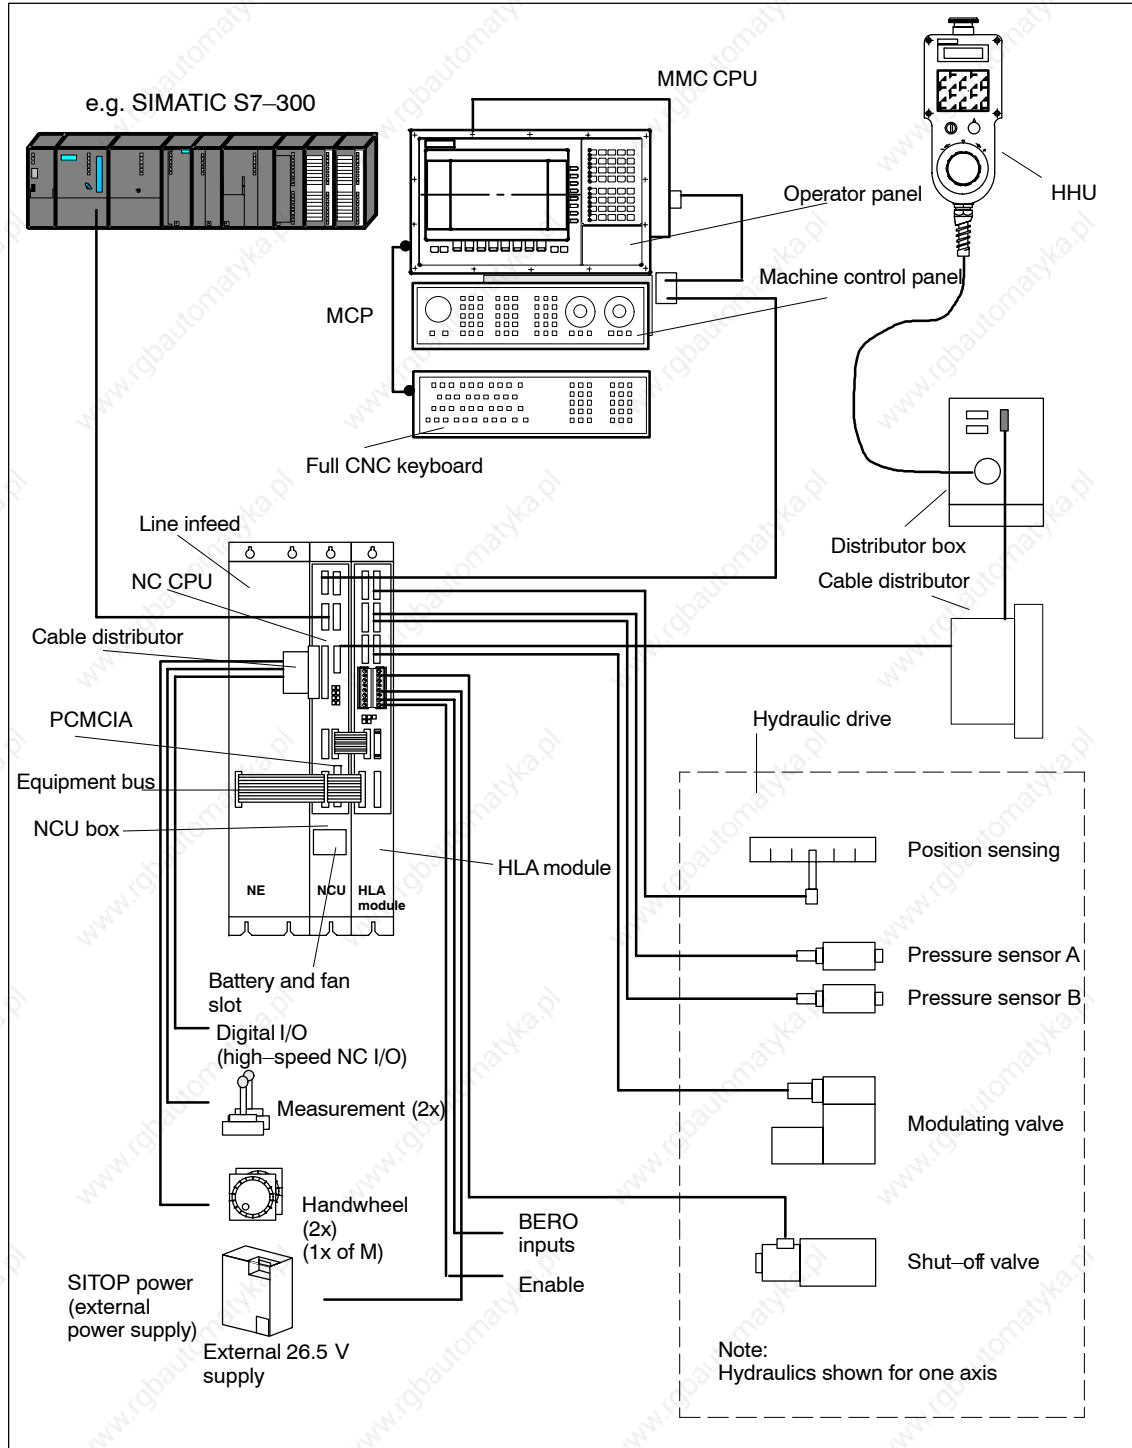 MMC CPU
e.g. SIMATIC S7–300
Operator panel
HHU
Machine control panel
MCP
Full CNC keyboard
Line infeed
Distributor box
NC CPU
Cable distributor
Cable distributor
PCMCIA
Hydraulic drive
Equipment bus
NCU box
Position sensing
HLA module
NE
NCU
HLA
module
Pressure sensor A
Battery and fan
slot
Pressure sensor B
Digital I/O
(high–speed NC I/O)
Measurement (2x)
Modulating valve
Handwheel
(2x)
(1x of M)
BERO
inputs
Shut–off valve
SITOP power
(external
power supply)
Enable
External 26.5 V
supply
Note:
Hydraulics shown for one axis
www.rgbautomatyka.pl